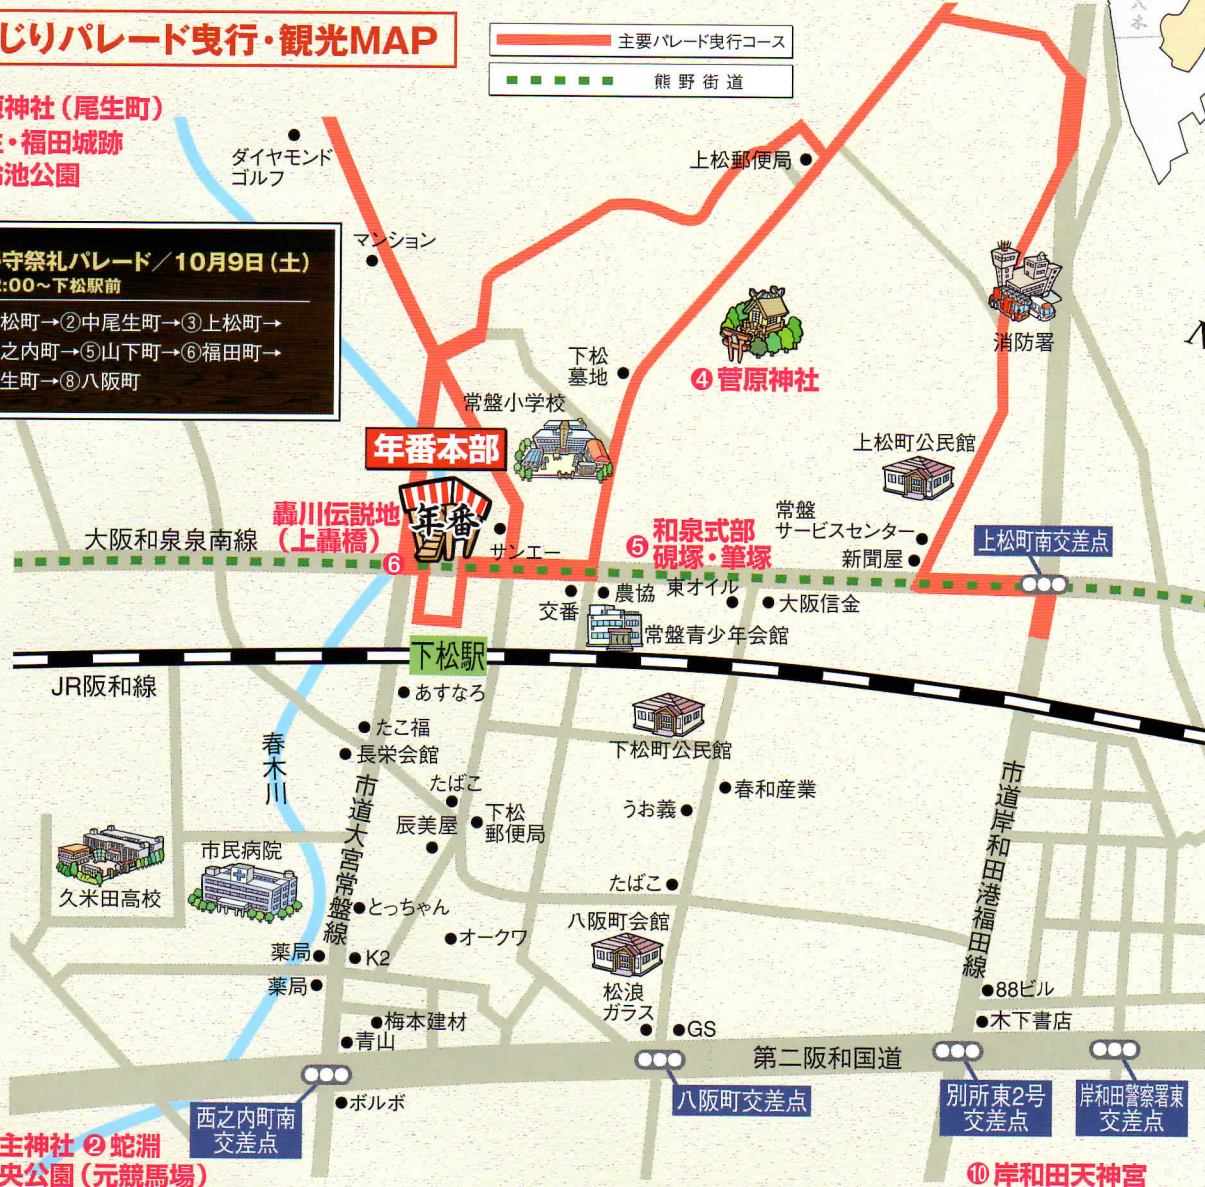 じりパレード曳行・観光MAP
主要パレード曳行コース
熊野街道
神社（尾生町）
・福田城跡
池公園
守祭礼パレード／10月9日（土）
:00～下松駅前
松町→②中尾生町→③上松町→
之内町→⑤山下町→⑥福田町→
生町→⑧八阪町
ダイヤモンド
ゴルフ
マンション
上松郵便局
消防署
下松
墓地
❹菅原神社
常盤小学校
年番本部
年番
上松町公民館
轟川伝説地
（上轟橋）
❻
大阪和泉泉南線
サンエー
❺和泉式部
硯塚・筆塚
常盤
サービスセンター
新聞屋
上松町南交差点
交番
農協
東オイル
大阪信金
常盤青少年会館
下松駅
JR阪和線
あすなろ
たこ福
長栄会館
春木川
下松町公民館
たばこ
春和産業
うお義
辰美屋
下松
郵便局
市道大宮常盤線
市道岸和田港福田線
市民病院
久米田高校
たばこ
とっちゃん
オークワ
八阪町会館
薬局
K2
薬局
松浪
ガラス
88ビル
梅本建材
青山
GS
木下書店
第二阪和国道
西之内町南
交差点
ボルボ
八阪町交差点
別所東2号
交差点
岸和田警察署東
交差点
主神社 ❷蛇淵
央公園（元競馬場）
❿岸和田天神宮